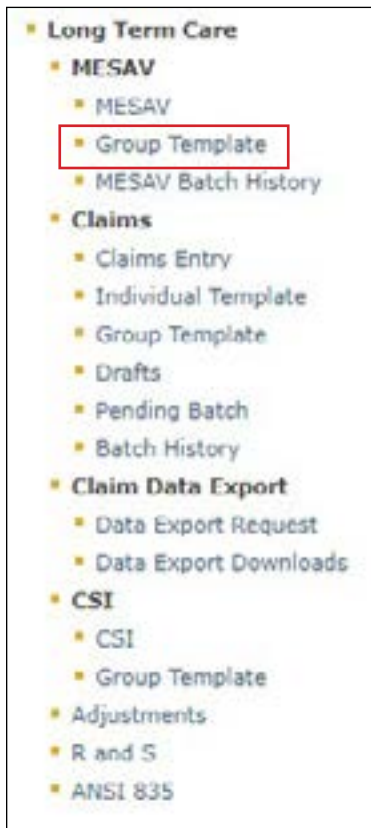 Long Term Care
MESAV
MESAV
Group Template
MESAV Batch History
Claims
Claims Entry
Individual Template
Group Template
Drafts
Pending Batch
Batch History
Claim Data Export
Data Export Request
Data Export Downloads
CSI
CSI
Group Template
Adjustments
R and S
ANSI 835